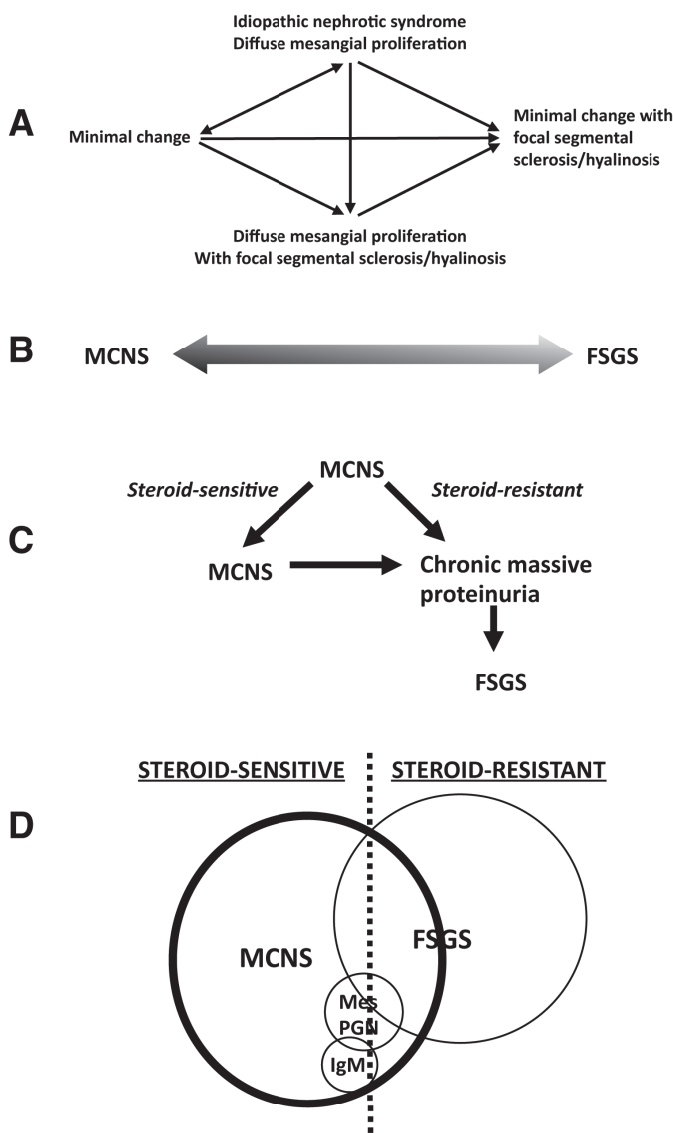 Idiopathic nephrotic syndrome
Diffuse mesangial proliferation
A
Minimal change
Minimal change with
focal segmental
sclerosis/hyalinosis
Diffuse mesangial proliferation
With focal segmental sclerosis/hyalinosis
B
MCNS
FSGS
C
MCNS
Steroid-sensitive
Steroid-resistant
MCNS
Chronic massive
proteinuria
FSGS
D
STEROID-SENSITIVE
STEROID-RESISTANT
MCNS
FSGS
Mes
PGN
IgM